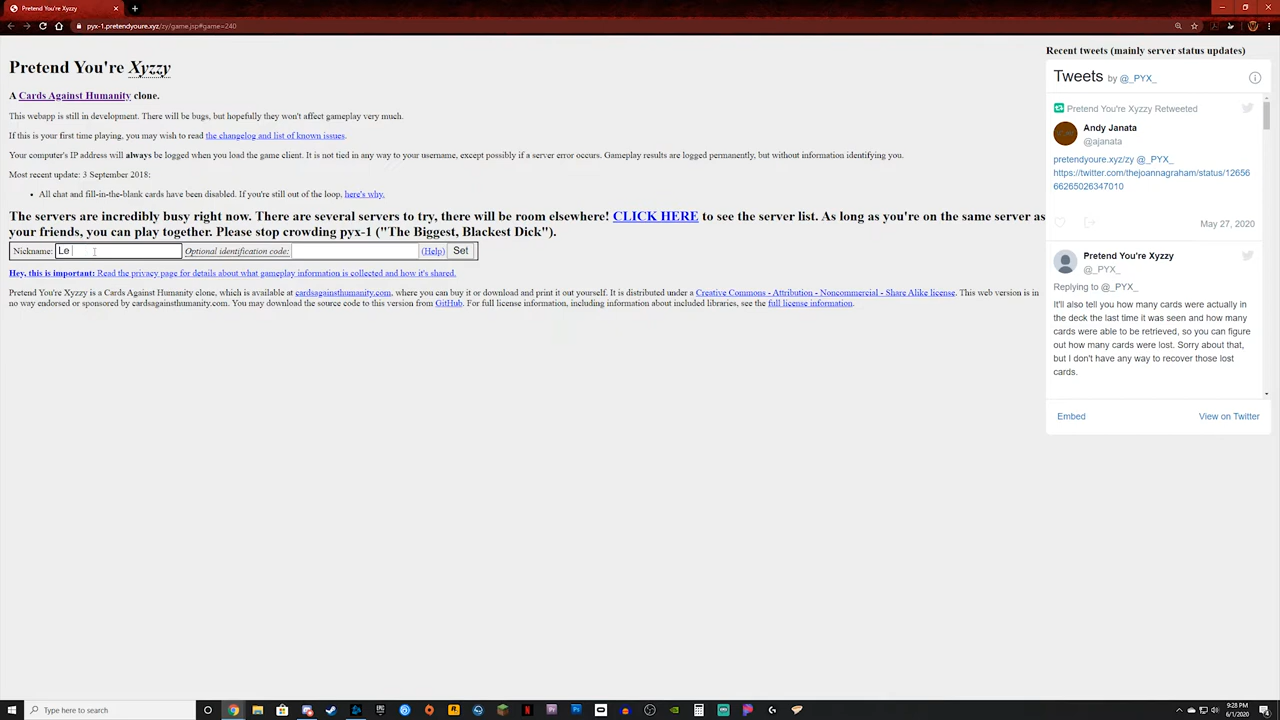 Pretend You're Xyzzy
pyx-1.pretendyoure.xyz/zy/game.jsp#game=240
Pretend You're Xyzzy
A Cards Against Humanity clone.
This webapp is still in development. There will be bugs, but hopefully they won't affect gameplay very much.
If this is your first time playing, you may wish to read the changelog and list of known issues.
Your computer's IP address will always be logged when you load the game client. It is not tied in any way to your username, except possibly if a server error occurs. Gameplay results are logged permanently, but without information identifying you.
Most recent update: 3 September 2018:
All chat and fill-in-the-blank cards have been disabled. If you're still out of the loop, here's why.
The servers are incredibly busy right now. There are several servers to try, there will be room elsewhere! CLICK HERE to see the server list. As long as you're on the same server as
your friends, you can play together. Please stop crowding pyx-1 ("The Biggest, Blackest Dick").
Nickname: Le Optional identification code: (Help) Set
Hey, this is important: Read the privacy page for details about what gameplay information is collected and how it's shared.
Pretend You're Xyzzy is a Cards Against Humanity clone, which is available at cardsagainsthumanity.com, where you can buy it or download and print it out yourself. It is distributed under a Creative Commons - Attribution - Noncommercial - Share Alike license. This web version is in
no way endorsed or sponsored by cardsagainsthumanity.com. You may download the source code to this version from GitHub. For full license information, including information about included libraries, see the full license information.
Recent tweets (mainly server status updates)
Tweets by @_PYX_
Pretend You're Xyzzy Retweeted
Andy Janata
@ajanata
pretendyoure.xyz/zy @_PYX_
https://twitter.com/thejoannagraham/status/12656
66265026347010
May 27, 2020
Pretend You're Xyzzy
@_PYX_
Replying to @_PYX_
It'll also tell you how many cards were actually in
the deck the last time it was seen and how many
cards were able to be retrieved, so you can figure
out how many cards were lost. Sorry about that,
but I don't have any way to recover those lost
cards.
Embed View on Twitter
Type here to search
9:28 PM
6/1/2020